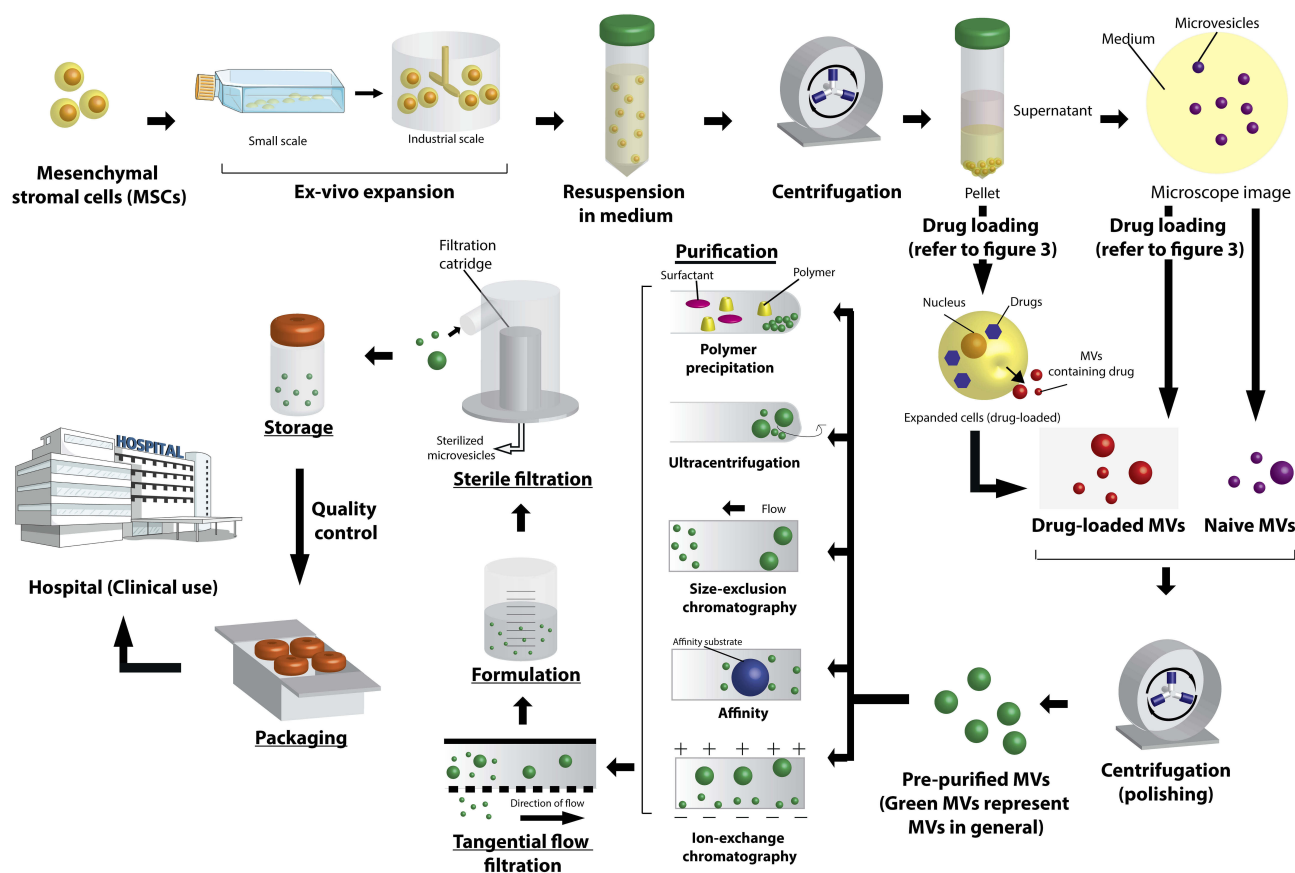 Mesenchymal
stromal cells (MSCs)
Small scale
Industrial scale
Ex-vivo expansion
Resuspension
in medium
Centrifugation
Supernatant
Pellet
Medium
Microvesicles
Microscope image
Drug loading
(refer to figure 3)
Drug loading
(refer to figure 3)
Nucleus
Drugs
MVs
containing drug
Expanded cells (drug-loaded)
Drug-loaded MVs
Naive MVs
Centrifugation
(polishing)
Pre-purified MVs
(Green MVs represent
MVs in general)
Purification
Surfactant
Polymer
Polymer
precipitation
Ultracentrifugation
Flow
Size-exclusion
chromatography
Affinity substrate
Affinity
+ + + + +
– – – – –
Ion-exchange
chromatography
Direction of flow
Tangential flow
filtration
Formulation
Filtration
catridge
Sterilized
microvesicles
Sterile filtration
Storage
Quality
control
Packaging
HOSPITAL
Hospital (Clinical use)